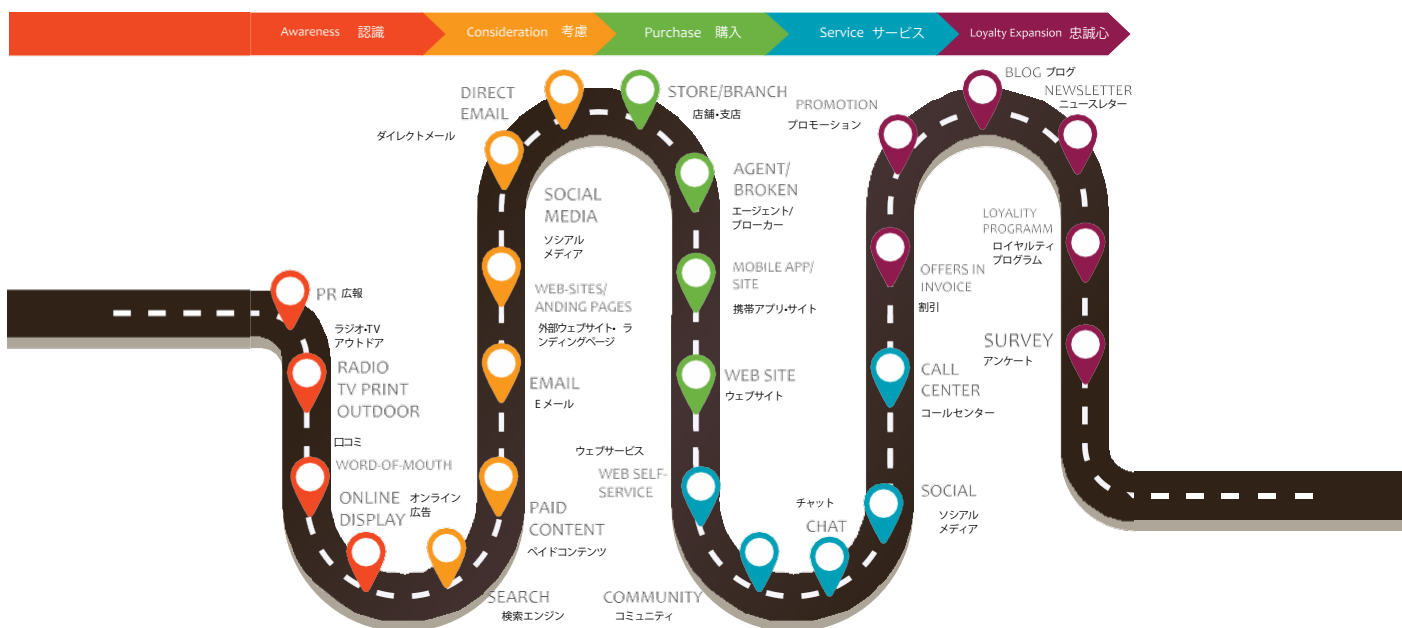 Awareness 認識
Consideration 考慮
Purchase 購入
Service サービス
Loyalty Expansion 忠誠心
PR 広報
ラジオ•TV
アウトドア
RADIO
TV PRINT
OUTDOOR
口コミ
WORD-OF-MOUTH
ONLINE
DISPLAY
オンライン
広告
SEARCH
検索エンジン
PAID
CONTENT
ペイドコンテンツ
EMAIL
Eメール
WEB-SITES/
ANDING PAGES
外部ウェブサイト• ラ
ンディングページ
SOCIAL
MEDIA
ソシアル
メディア
DIRECT
EMAIL
ダイレクトメール
STORE/BRANCH
店舗•支店
AGENT/
BROKEN
エージェント/
ブローカー
MOBILE APP/
SITE
携帯アプリ•サイト
WEB SITE
ウェブサイト
ウェブサービス
WEB SELF-
SERVICE
COMMUNITY
コミュニティ
チャット
CHAT
SOCIAL
ソシアル
メディア
CALL
CENTER
コールセンター
OFFERS IN
INVOICE
割引
PROMOTION
プロモーション
BLOG ブログ
NEWSLETTER
ニュースレター
LOYALITY
PROGRAMM
ロイヤルティ
プログラム
SURVEY
アンケート